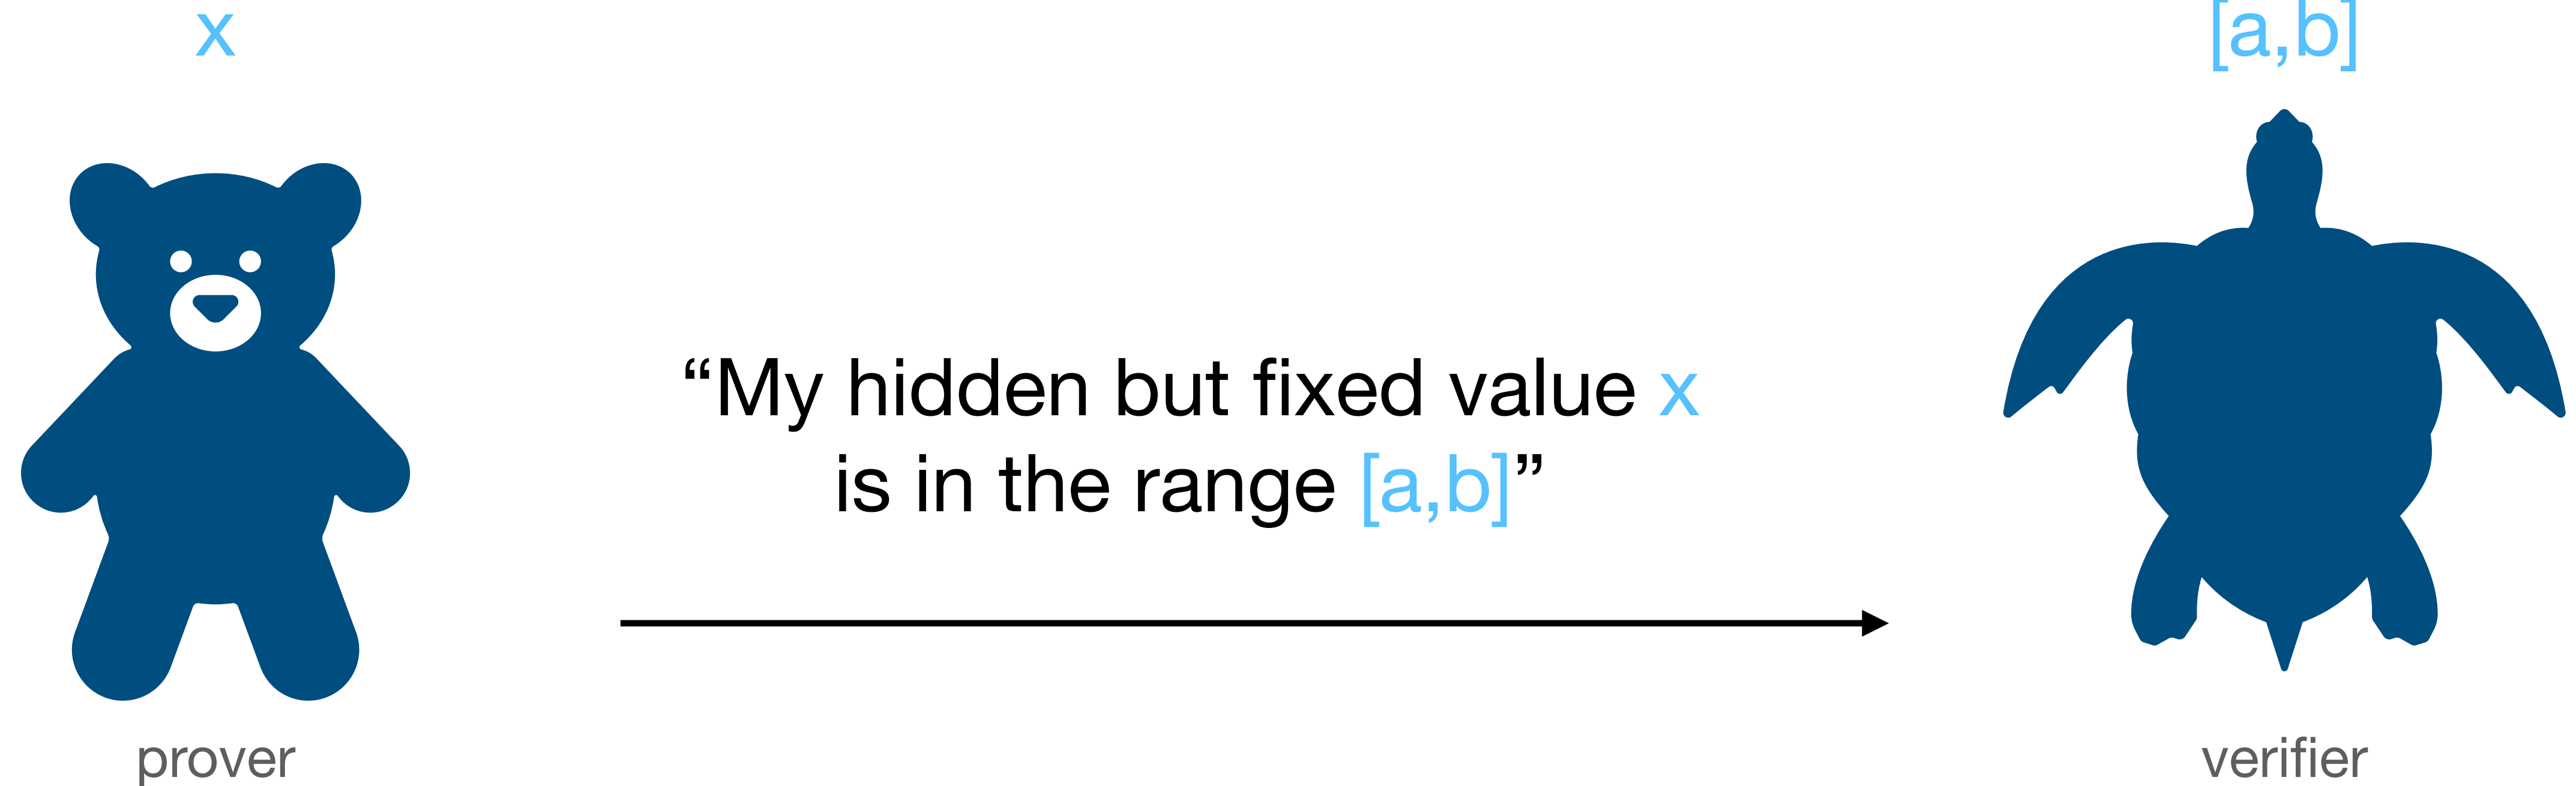 x
[a,b]
“My hidden but fixed value x
is in the range [a,b]”
prover
verifier